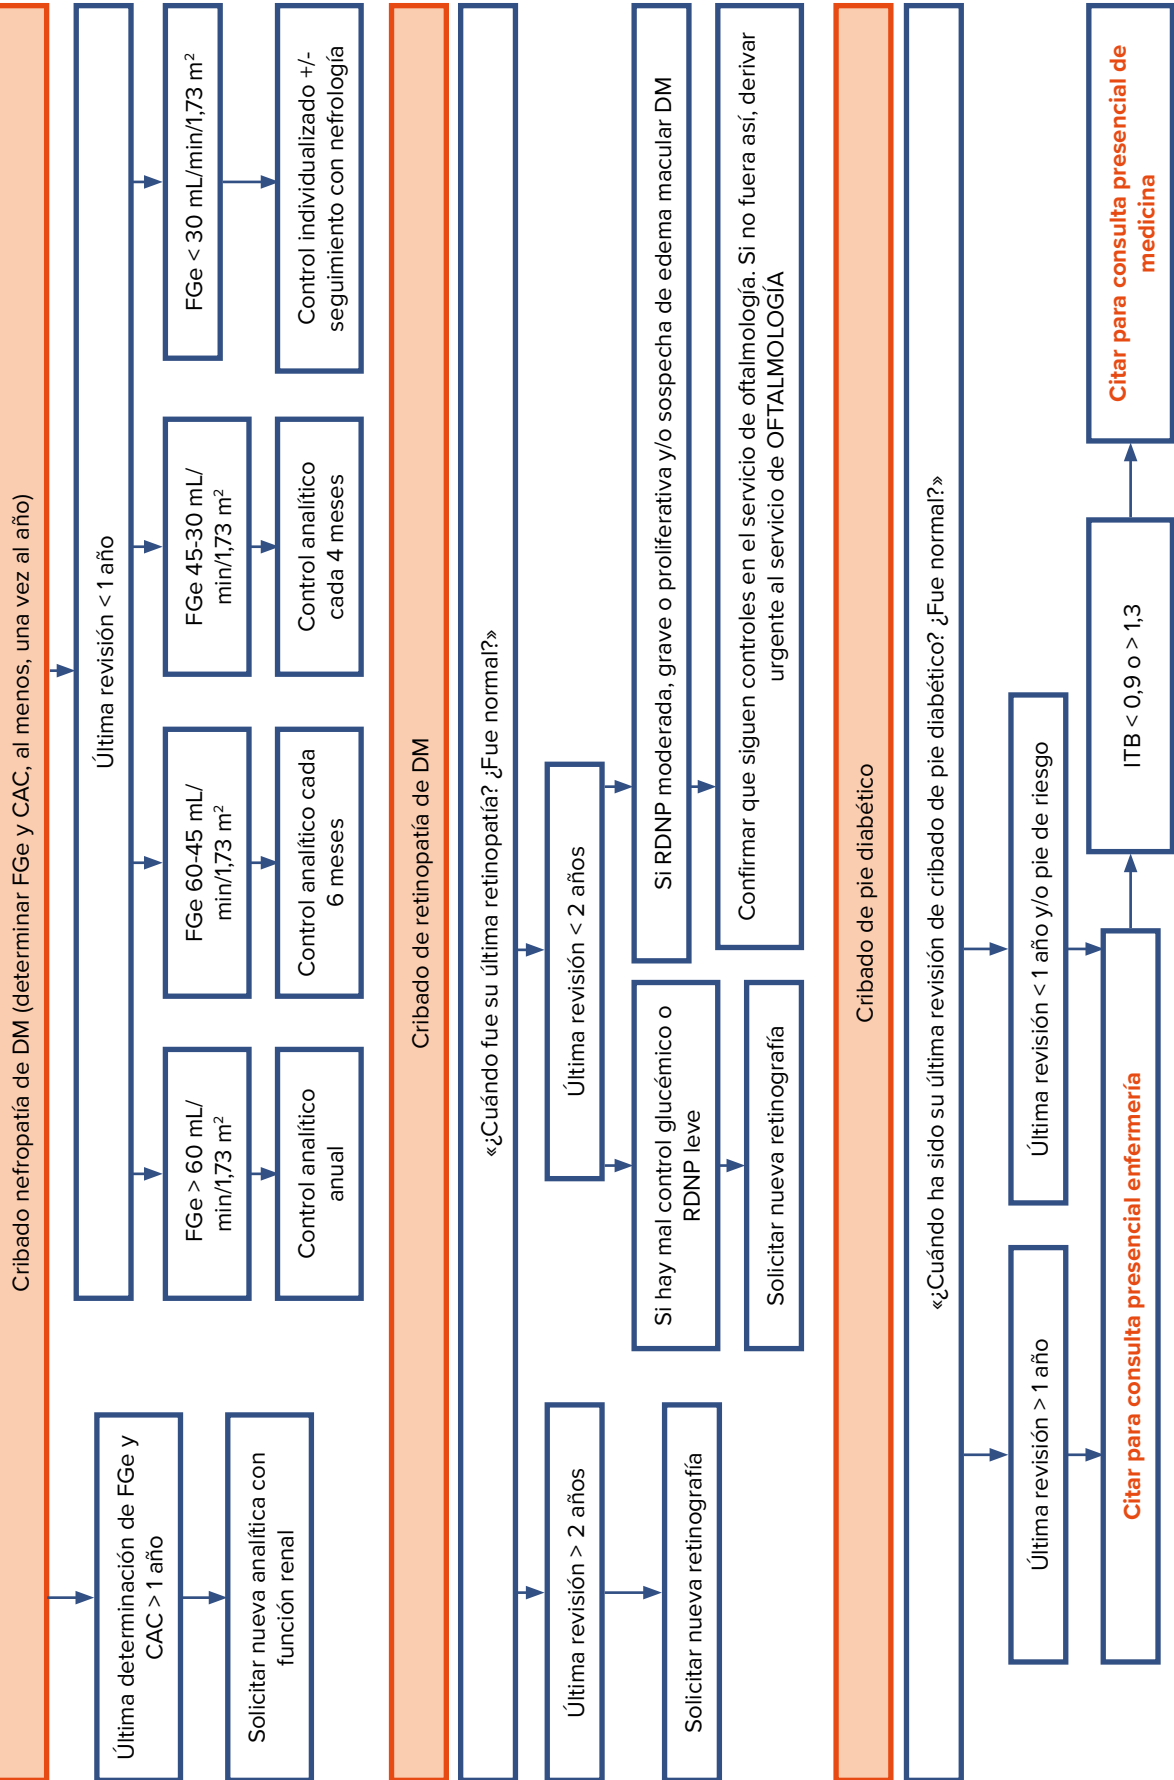 Cribado nefropatía de DM (determinar FGe y CAC, al menos, una vez al año)
Última determinación de FGe y
CAC > 1 año
Solicitar nueva analítica con
función renal
Última revisión < 1 año
FGe > 60 mL/
min/1,73 m²
Control analítico
anual
FGe 60-45 mL/
min/1,73 m²
Control analítico cada
6 meses
FGe 45-30 mL/
min/1,73 m²
Control analítico
cada 4 meses
FGe < 30 mL/min/1,73 m²
Control individualizado +/-
seguimiento con nefrología
Cribado de retinopatía de DM
«¿Cuándo fue su última retinopatía? ¿Fue normal?»
Última revisión > 2 años
Solicitar nueva retinografía
Última revisión < 2 años
Si hay mal control glucémico o
RDNP leve
Solicitar nueva retinografía
Si RDNP moderada, grave o proliferativa y/o sospecha de edema macular DM
Confirmar que siguen controles en el servicio de oftalmología. Si no fuera así, derivar
urgente al servicio de OFTALMOLOGÍA
Cribado de pie diabético
«¿Cuándo ha sido su última revisión de cribado de pie diabético? ¿Fue normal?»
Última revisión > 1 año
Última revisión < 1 año y/o pie de riesgo
Citar para consulta presencial enfermería
ITB < 0,9 o > 1,3
Citar para consulta presencial de
medicina